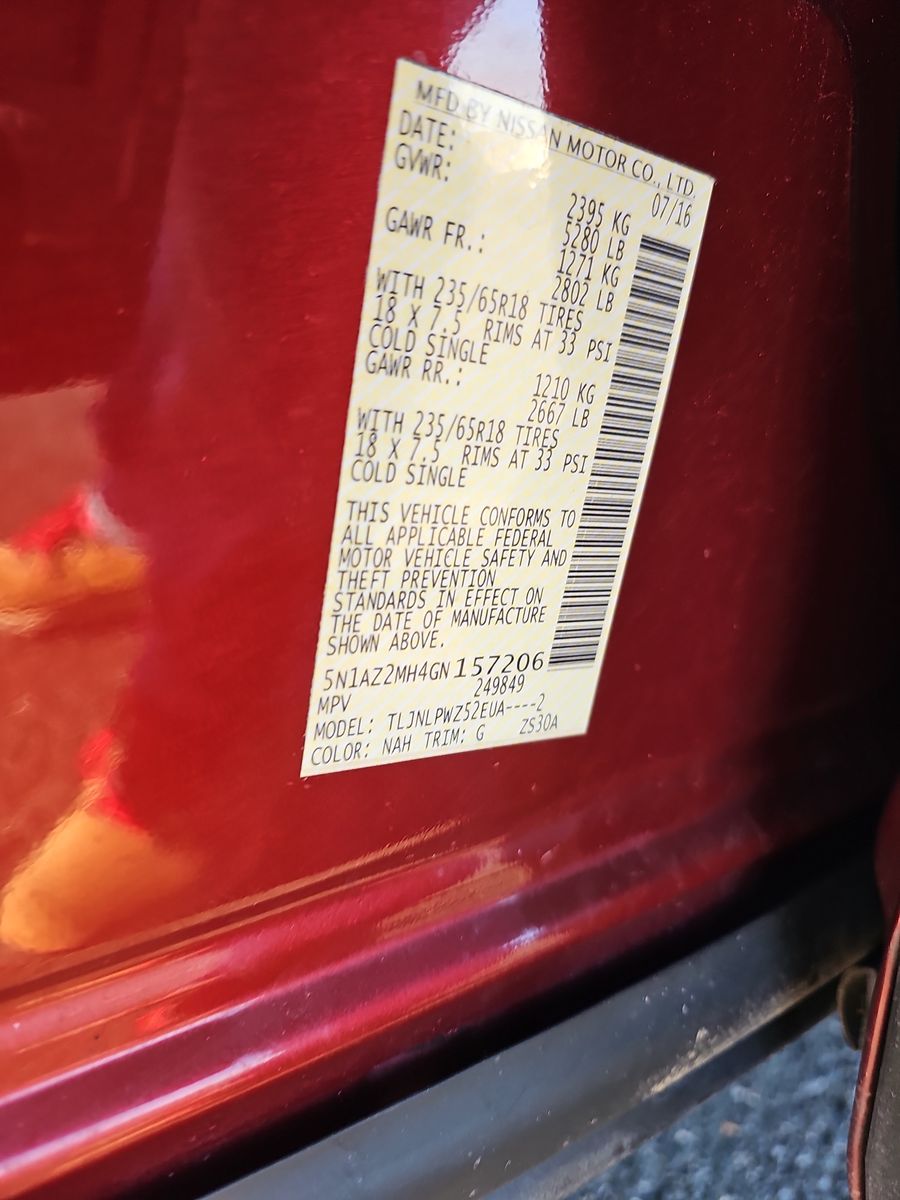 MFD BY NISSAN MOTOR CO., LTD.
DATE: 07/16
GVWR: 2395 KG
5280 LB
GAWR FR.: 1271 KG
2802 LB
WITH 235/65R18 TIRES
18 X 7.5 RIMS AT 33 PSI
COLD SINGLE
GAWR RR.: 1210 KG
2667 LB
WITH 235/65R18 TIRES
18 X 7.5 RIMS AT 33 PSI
COLD SINGLE
THIS VEHICLE CONFORMS TO
ALL APPLICABLE FEDERAL
MOTOR VEHICLE SAFETY AND
THEFT PREVENTION
STANDARDS IN EFFECT ON
THE DATE OF MANUFACTURE
SHOWN ABOVE.
5N1AZ2MH4GN157206
MPV 249849
MODEL: TLJNLPWZ52EUA----2
COLOR: NAH TRIM: G ZS30A